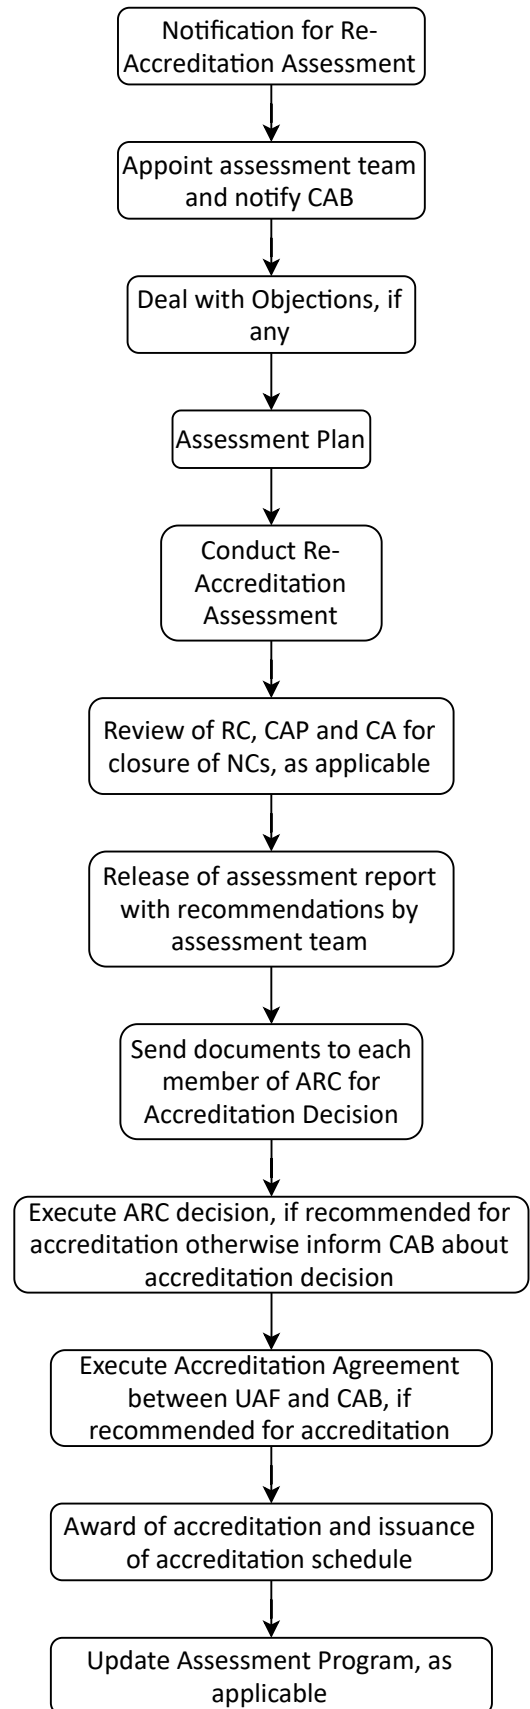 Notification for Re-
Accreditation Assessment
Appoint assessment team
and notify CAB
Deal with Objections, if
any
Assessment Plan
Conduct Re-
Accreditation
Assessment
Review of RC, CAP and CA for
closure of NCs, as applicable
Release of assessment report
with recommendations by
assessment team
Send documents to each
member of ARC for
Accreditation Decision
Execute ARC decision, if recommended for
accreditation otherwise inform CAB about
accreditation decision
Execute Accreditation Agreement
between UAF and CAB, if
recommended for accreditation
Award of accreditation and issuance
of accreditation schedule
Update Assessment Program, as
applicable